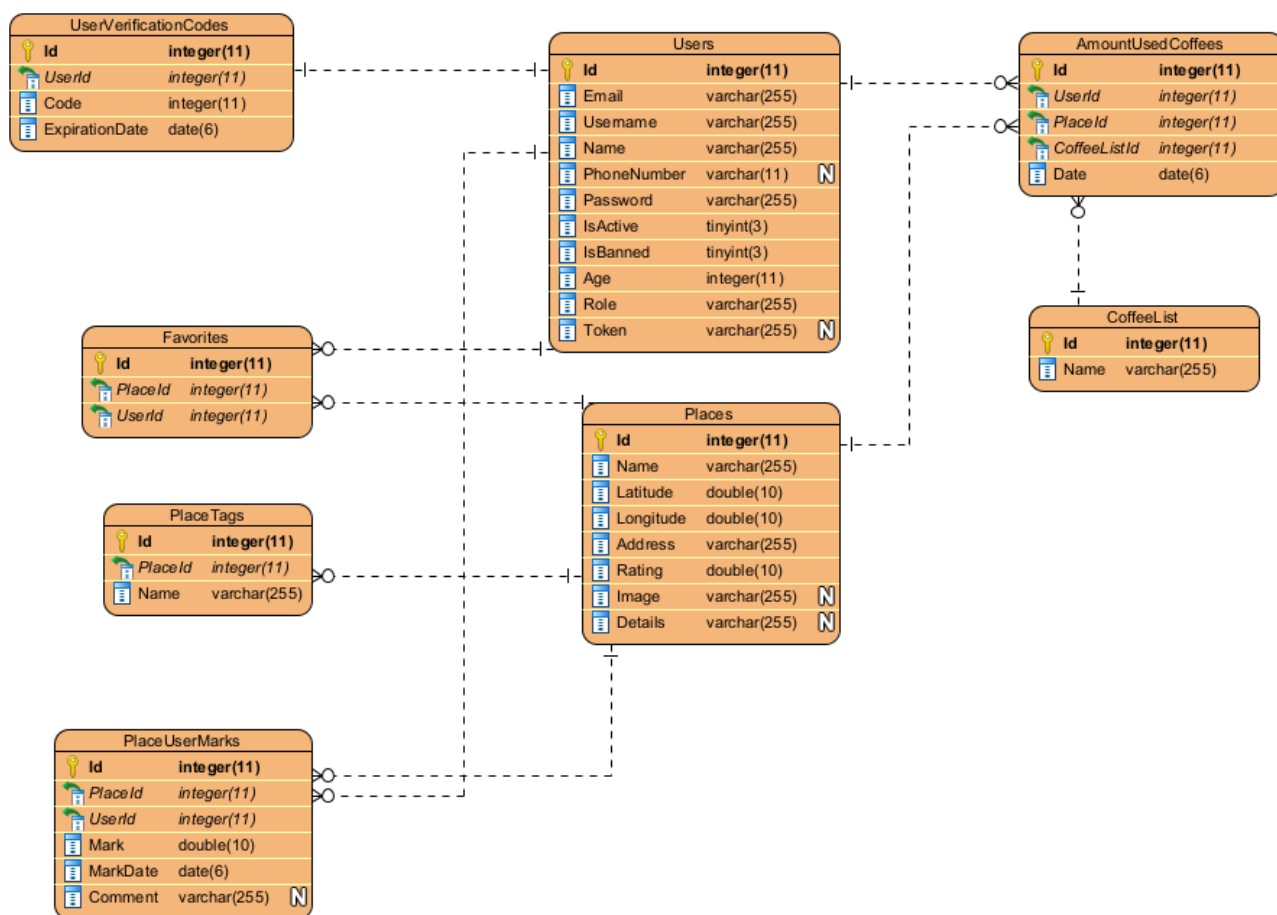 UserVerificationCodes
Id integer(11)
UserId integer(11)
Code integer(11)
ExpirationDate date(6)
Users
Id integer(11)
Email varchar(255)
Username varchar(255)
Name varchar(255)
PhoneNumber varchar(11) N
Password varchar(255)
IsActive tinyint(3)
IsBanned tinyint(3)
Age integer(11)
Role varchar(255)
Token varchar(255) N
AmountUsedCoffees
Id integer(11)
UserId integer(11)
PlaceId integer(11)
CoffeeListId integer(11)
Date date(6)
CoffeeList
Id integer(11)
Name varchar(255)
Favorites
Id integer(11)
PlaceId integer(11)
UserId integer(11)
Places
Id integer(11)
Name varchar(255)
Latitude double(10)
Longitude double(10)
Address varchar(255)
Rating double(10)
Image varchar(255) N
Details varchar(255) N
PlaceTags
Id integer(11)
PlaceId integer(11)
Name varchar(255)
PlaceUserMarks
Id integer(11)
PlaceId integer(11)
UserId integer(11)
Mark double(10)
MarkDate date(6)
Comment varchar(255) N